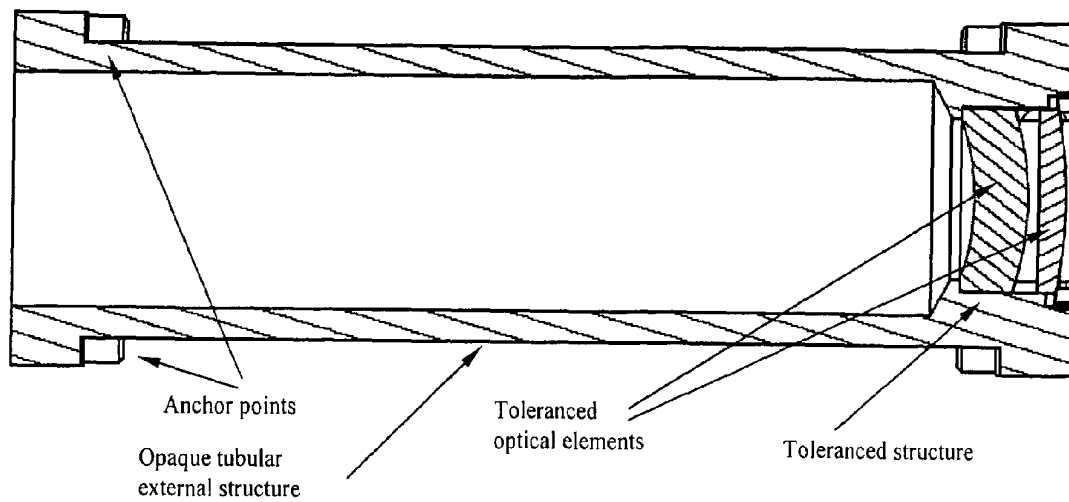 Anchor points
Opaque tubular
external structure
Toleranced
optical elements
Toleranced structure